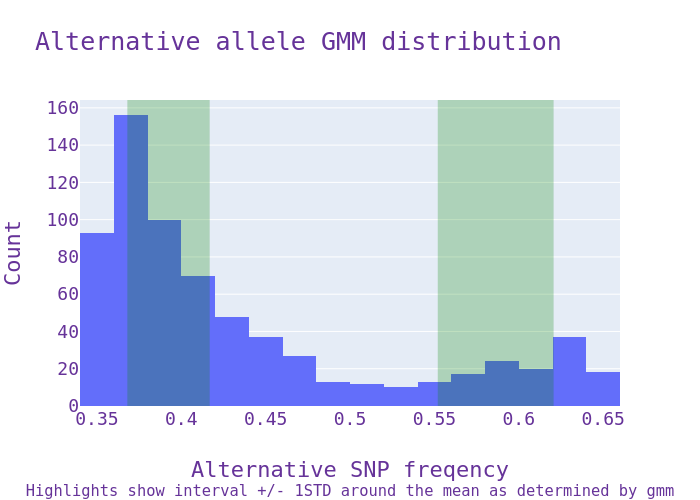 Alternative allele GMM distribution
160
140
120
100
80
60
40
20
0
Count
0.35 0.4 0.45 0.5 0.55 0.6 0.65
Alternative SNP freqency
Highlights show interval +/- 1STD around the mean as determined by gmm